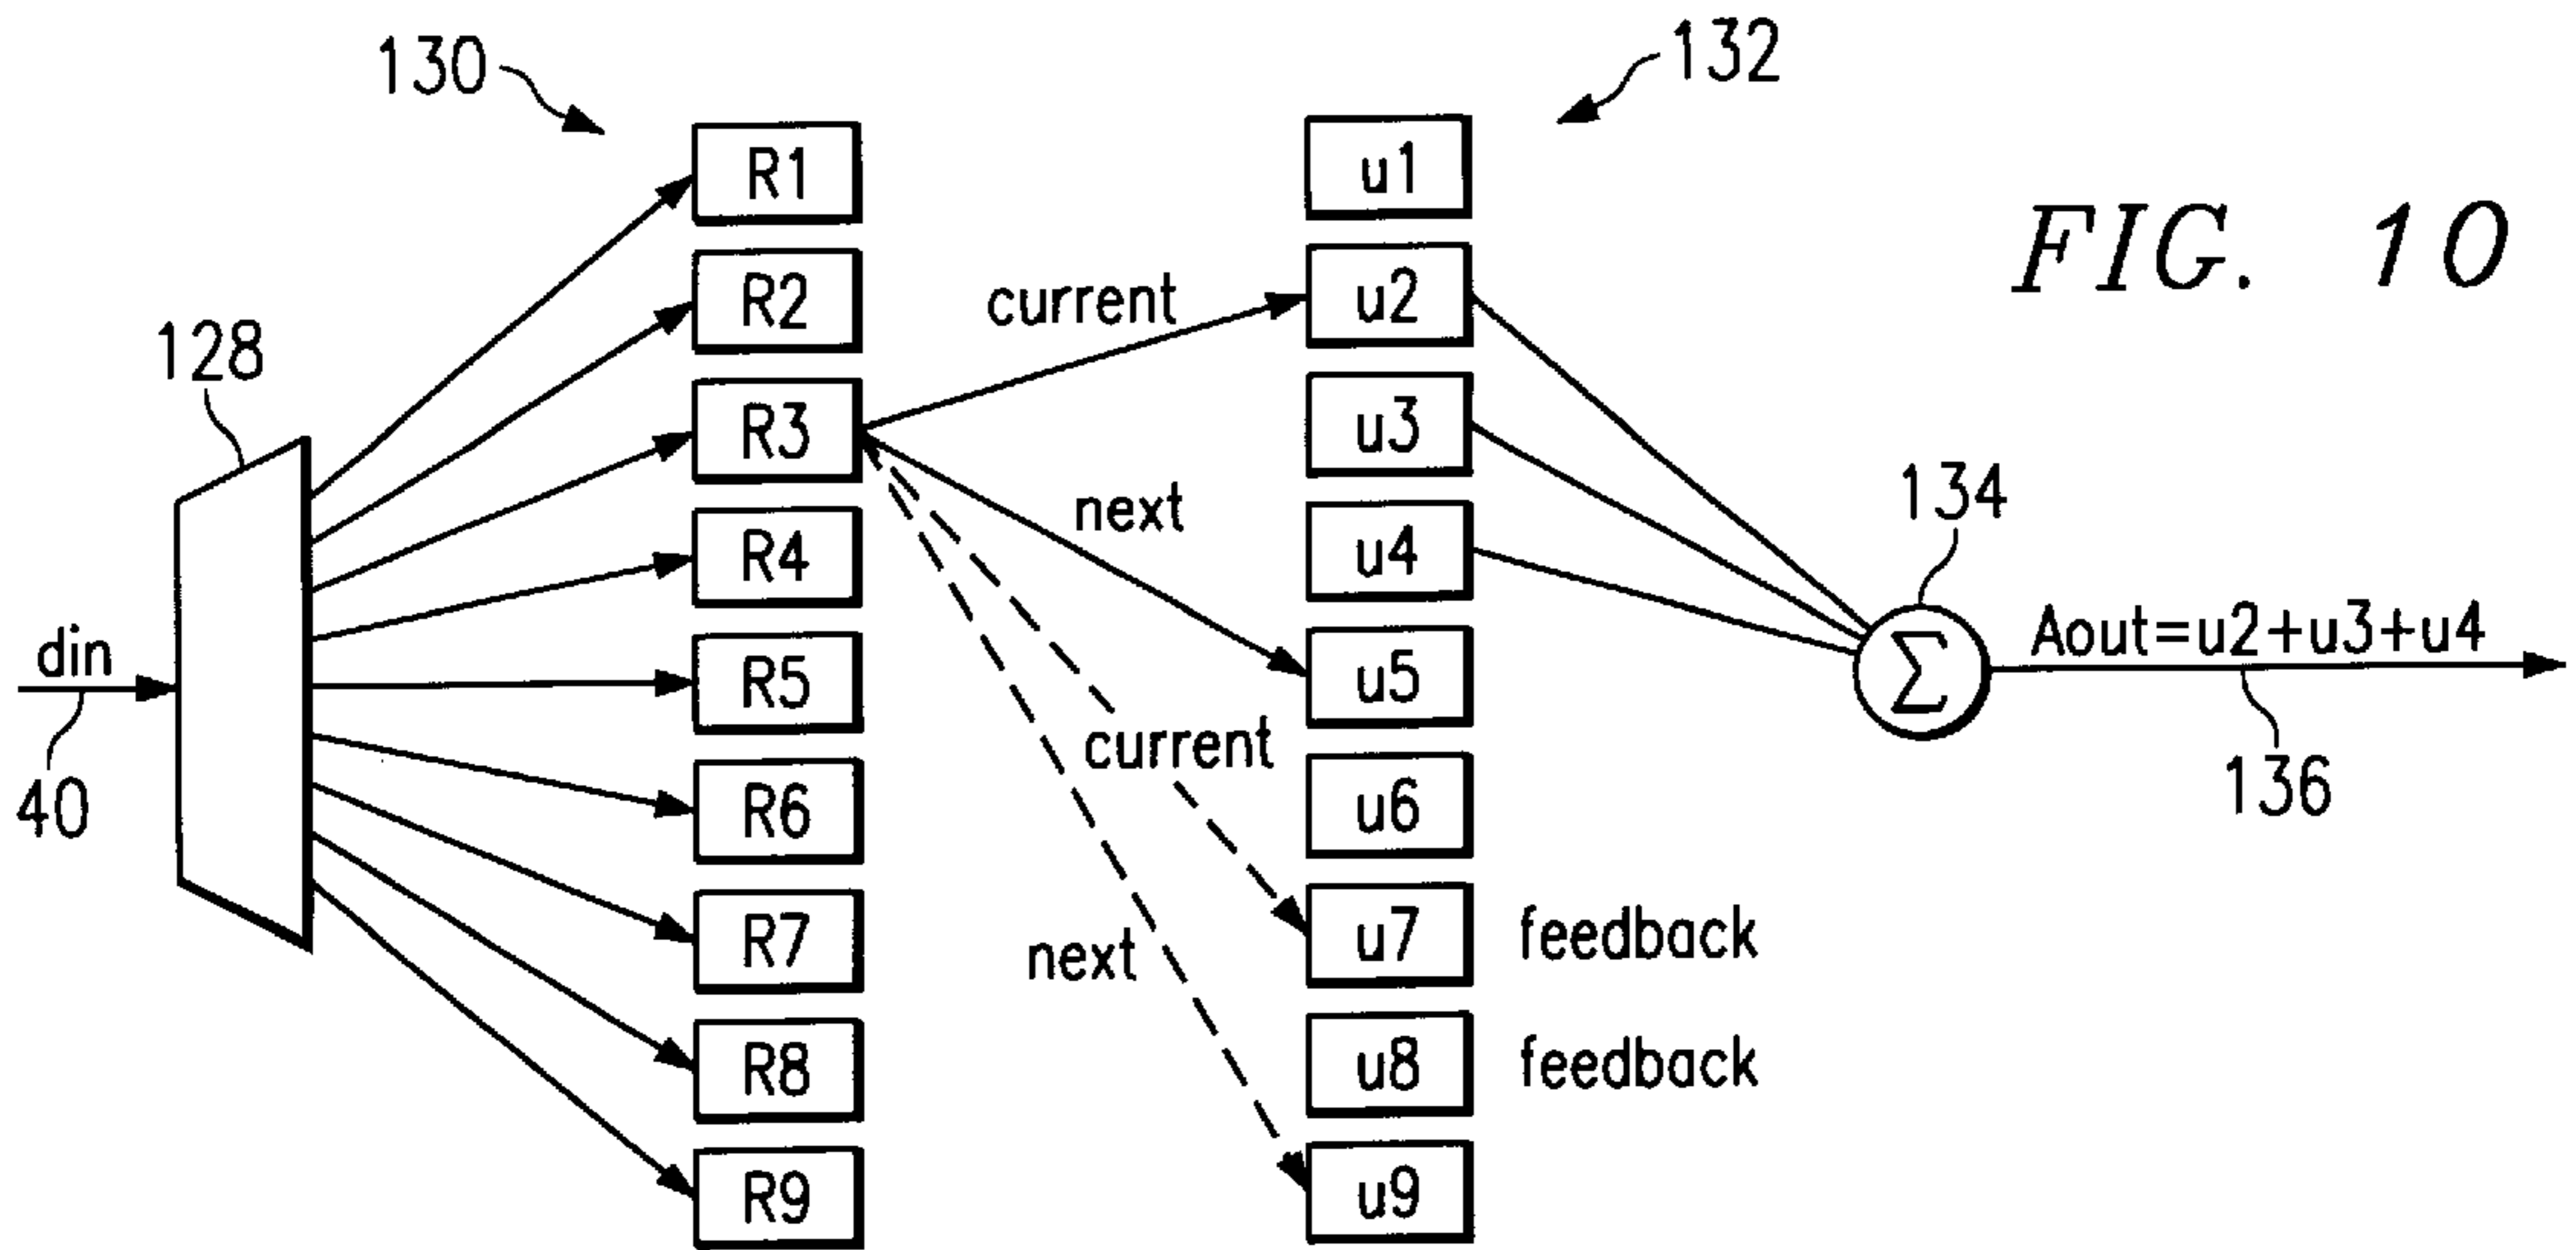 130
132
R1
u1
FIG. 10
R2
current
u2
128
R3
u3
next
134
R4
u4
din
R5
u5
Aout=u2+u3+u4
Σ
current
40
R6
u6
136
R7
next
u7
feedback
R8
u8
feedback
R9
u9